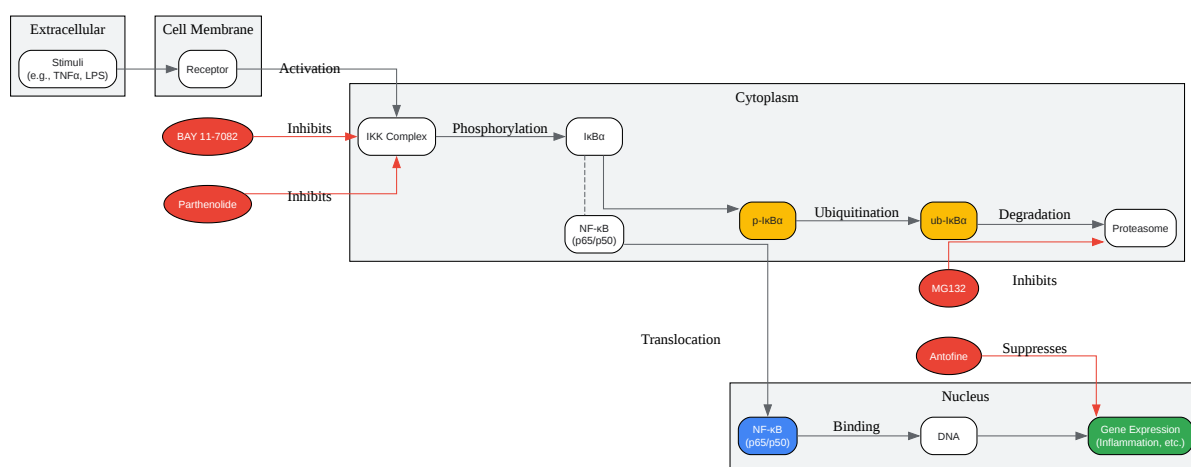 Extracellular
Stimuli
(e.g., TNFα, LPS)
Cell Membrane
Receptor
Activation
Cytoplasm
BAY 11-7082
Inhibits
IKK Complex
Phosphorylation
IκBα
Parthenolide
Inhibits
NF-κB
(p65/p50)
p-IκBα
Ubiquitination
ub-IκBα
Degradation
Proteasome
MG132
Inhibits
Translocation
Antofine
Suppresses
Nucleus
NF-κB
(p65/p50)
Binding
DNA
Gene Expression
(Inflammation, etc.)